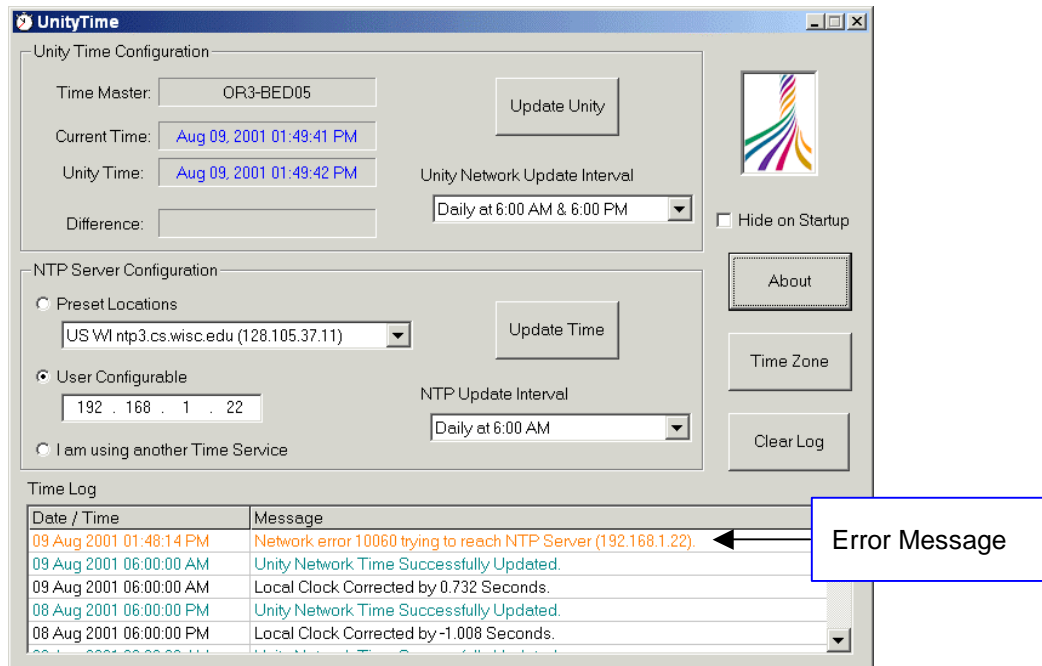 UnityTime
Unity Time Configuration
Time Master: OR3-BED05
Current Time: Aug 09, 2001 01:49:41 PM
Unity Time: Aug 09, 2001 01:49:42 PM
Difference:
Update Unity
Unity Network Update Interval
Daily at 6:00 AM & 6:00 PM
Hide on Startup
About
Time Zone
Clear Log
NTP Server Configuration
Preset Locations
US WI ntp3.cs.wisc.edu (128.105.37.11)
Update Time
User Configurable
192 . 168 . 1 . 22
NTP Update Interval
Daily at 6:00 AM
I am using another Time Service
Time Log
Date / Time Message
09 Aug 2001 01:48:14 PM Network error 10060 trying to reach NTP Server (192.168.1.22).
09 Aug 2001 06:00:00 AM Unity Network Time Successfully Updated.
09 Aug 2001 06:00:00 AM Local Clock Corrected by 0.732 Seconds.
08 Aug 2001 06:00:00 PM Unity Network Time Successfully Updated.
08 Aug 2001 06:00:00 PM Local Clock Corrected by -1.008 Seconds.
Error Message